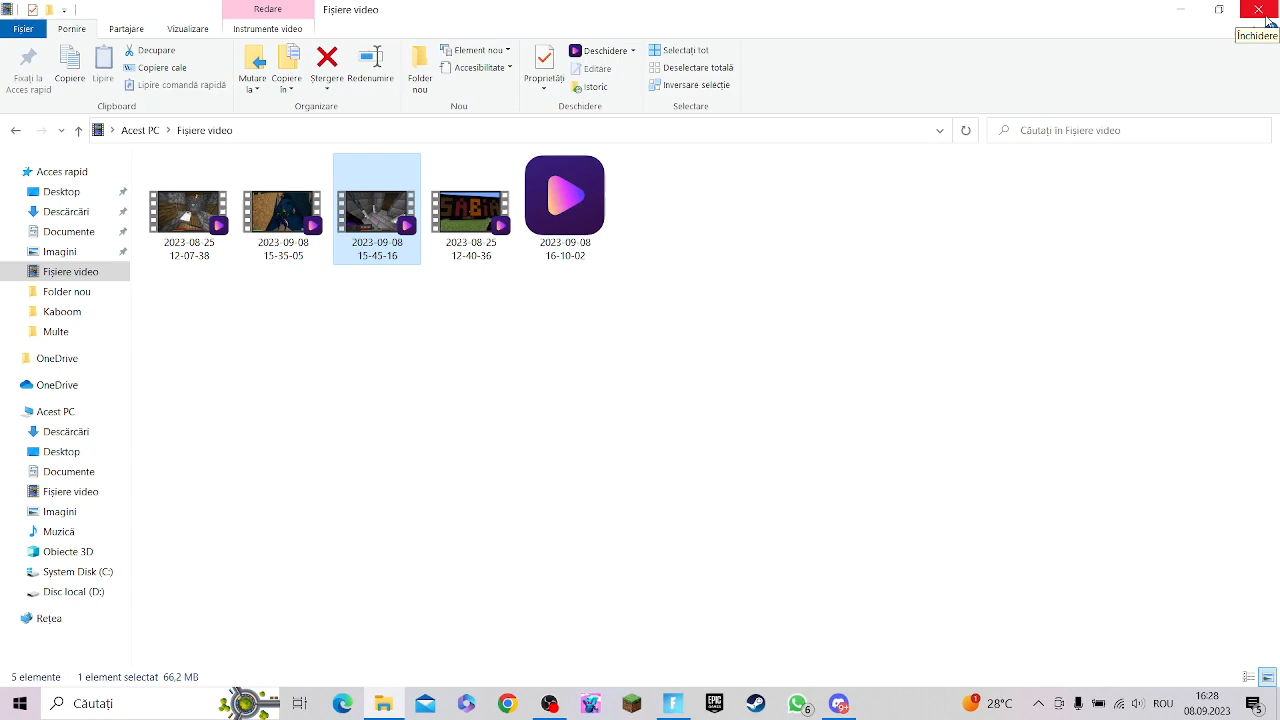 Redare
Fișiere video
Fișier
Pornire
Partajare
Vizualizare
Instrumente video
Închidere
Fixați la
Acces rapid
Copiere
Lipire
Decupare
Copiere cale
Lipire comandă rapidă
Clipboard
Mutare
la
Copiere
în
Ștergere
Redenumire
Organizare
Folder
nou
Element nou
Accesibilitate
Nou
Proprietăți
Deschidere
Editare
Istoric
Deschidere
Selectați tot
Deselectare totală
Inversare selecție
Selectare
Acest PC
Fișiere video
Căutați în Fișiere video
Acces rapid
Desktop
Descărcări
Documente
Imagini
Fișiere video
Folder nou
Kaboom
Multe
OneDrive
OneDrive
Acest PC
Descărcări
Desktop
Documente
Fișiere video
Imagini
Muzică
Obiecte 3D
System Disk (C:)
Disc local (D:)
Rețea
SABIA
2023-08-25
12-07-38
2023-09-08
15-35-05
2023-09-08
15-45-16
2023-08-25
12-40-36
2023-09-08
16-10-02
5 elemente
1 element selectat 66,2 MB
Căutați
EPIC
GAMES
28°C
ROU
16:28
08.09.2023